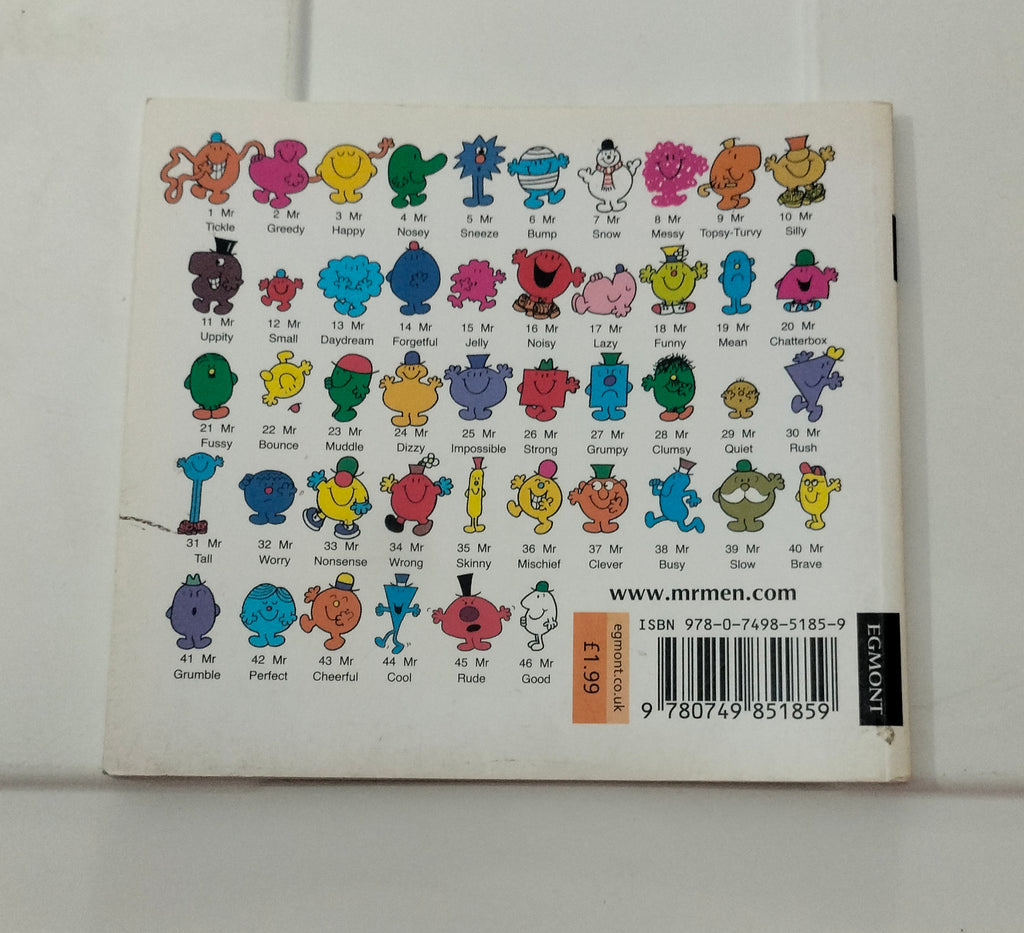 1 Mr Tickle
2 Mr Greedy
3 Mr Happy
4 Mr Nosey
5 Mr Sneeze
6 Mr Bump
7 Mr Snow
8 Mr Messy
9 Mr Topsy-Turvy
10 Mr Silly
11 Mr Uppity
12 Mr Small
13 Mr Daydream
14 Mr Forgetful
15 Mr Jelly
16 Mr Noisy
17 Mr Lazy
18 Mr Funny
19 Mr Mean
20 Mr Chatterbox
21 Mr Fussy
22 Mr Bounce
23 Mr Muddle
24 Mr Dizzy
25 Mr Impossible
26 Mr Strong
27 Mr Grumpy
28 Mr Clumsy
29 Mr Quiet
30 Mr Rush
31 Mr Tall
32 Mr Worry
33 Mr Nonsense
34 Mr Wrong
35 Mr Skinny
36 Mr Mischief
37 Mr Clever
38 Mr Busy
39 Mr Slow
40 Mr Brave
41 Mr Grumble
42 Mr Perfect
43 Mr Cheerful
44 Mr Cool
45 Mr Rude
46 Mr Good
www.mrmen.com
ISBN 978-0-7498-5185-9
9 780749 851859
egmont.co.uk
£1.99
EGMONT